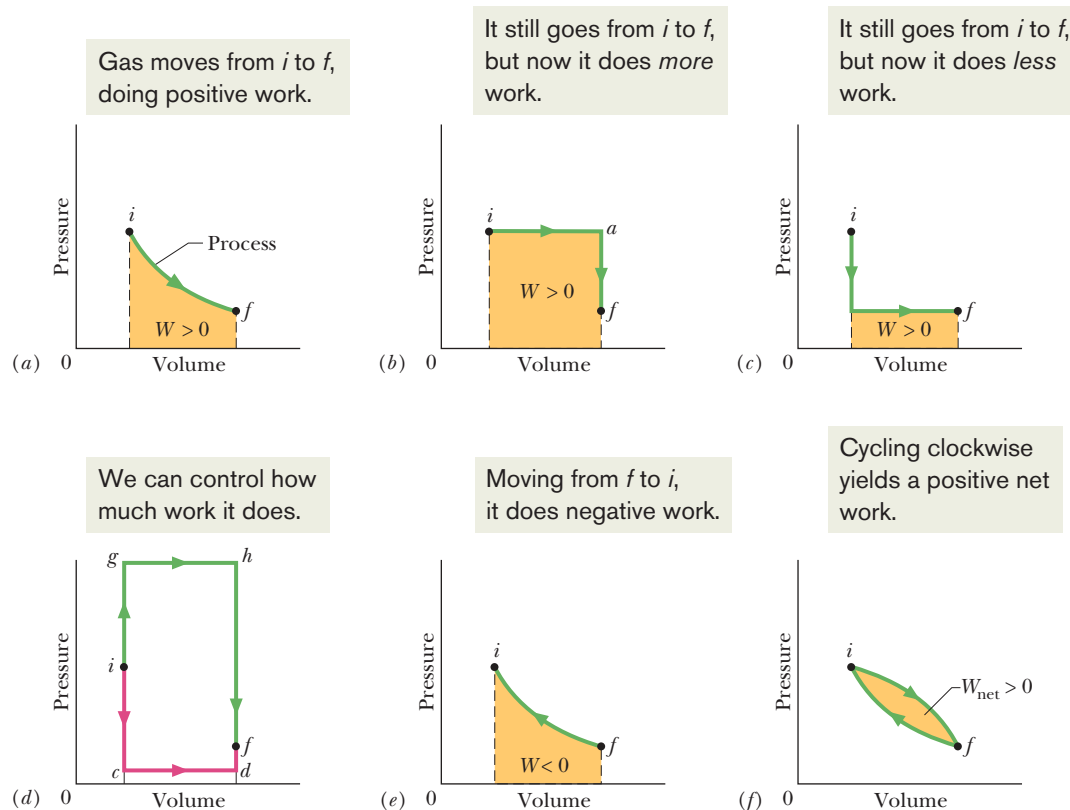 Gas moves from i to f,
doing positive work.
Pressure
i
Process
f
W > 0
(a)
0
Volume
It still goes from i to f,
but now it does more
work.
Pressure
i
a
W > 0
f
(b)
0
Volume
It still goes from i to f,
but now it does less
work.
Pressure
i
f
W > 0
(c)
0
Volume
We can control how
much work it does.
Pressure
g
h
i
f
c
d
(d)
0
Volume
Moving from f to i,
it does negative work.
Pressure
i
f
W < 0
(e)
0
Volume
Cycling clockwise
yields a positive net
work.
Pressure
i
Wnet > 0
f
(f)
0
Volume